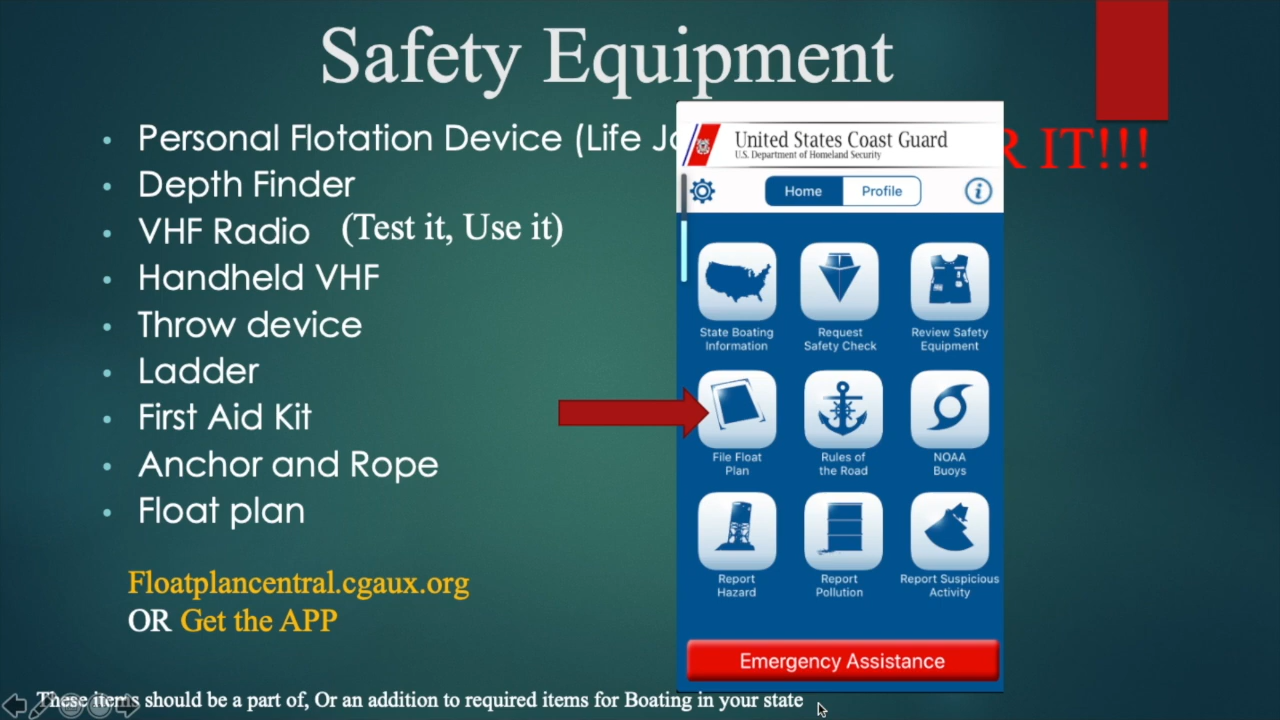 Safety Equipment
Personal Flotation Device (Life
IT!!!
Depth Finder
VHF Radio (Test it, Use it)
Handheld VHF
Throw device
Ladder
First Aid Kit
Anchor and Rope
Float plan
Floatplancentral.cgaux.org
OR Get the APP
These items should be a part of, Or an addition to required items for Boating in your state
United States Coast Guard
U.S. Department of Homeland Security
Home Profile
State Boating Information
Request Safety Check
Review Safety Equipment
File Float Plan
Rules of the Road
NOAA Buoys
Report Hazard
Report Pollution
Report Suspicious Activity
Emergency Assistance